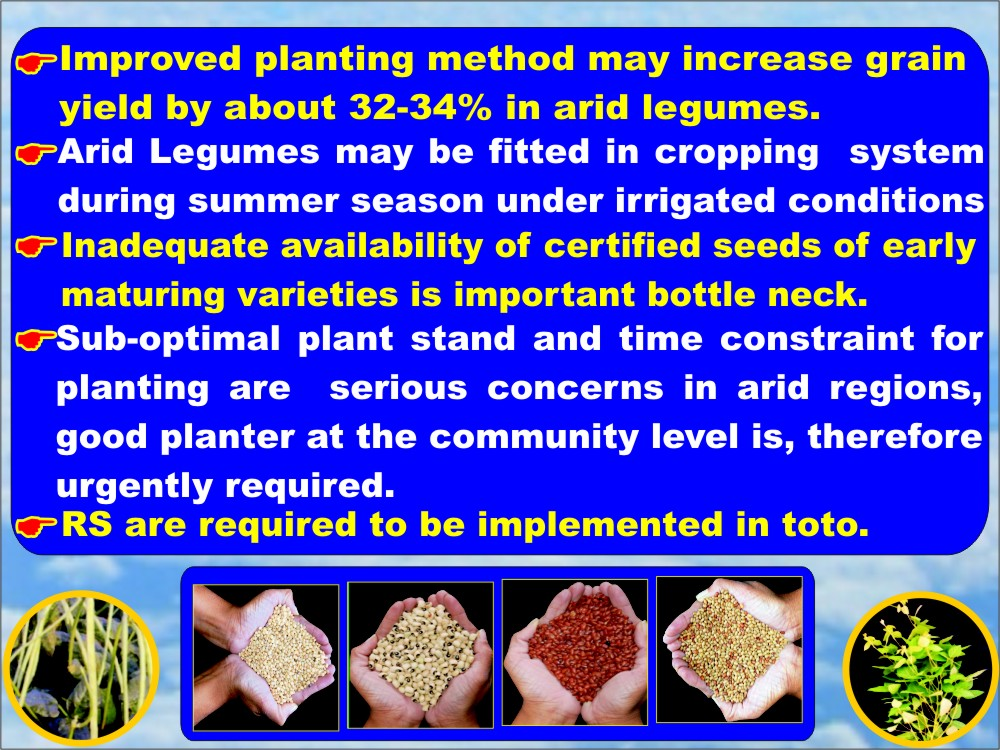 Improved planting method may increase grain
yield by about 32-34% in arid legumes.
Arid Legumes may be fitted in cropping system
during summer season under irrigated conditions
Inadequate availability of certified seeds of early
maturing varieties is important bottle neck.
Sub-optimal plant stand and time constraint for
planting are serious concerns in arid regions,
good planter at the community level is, therefore
urgently required.
RS are required to be implemented in toto.